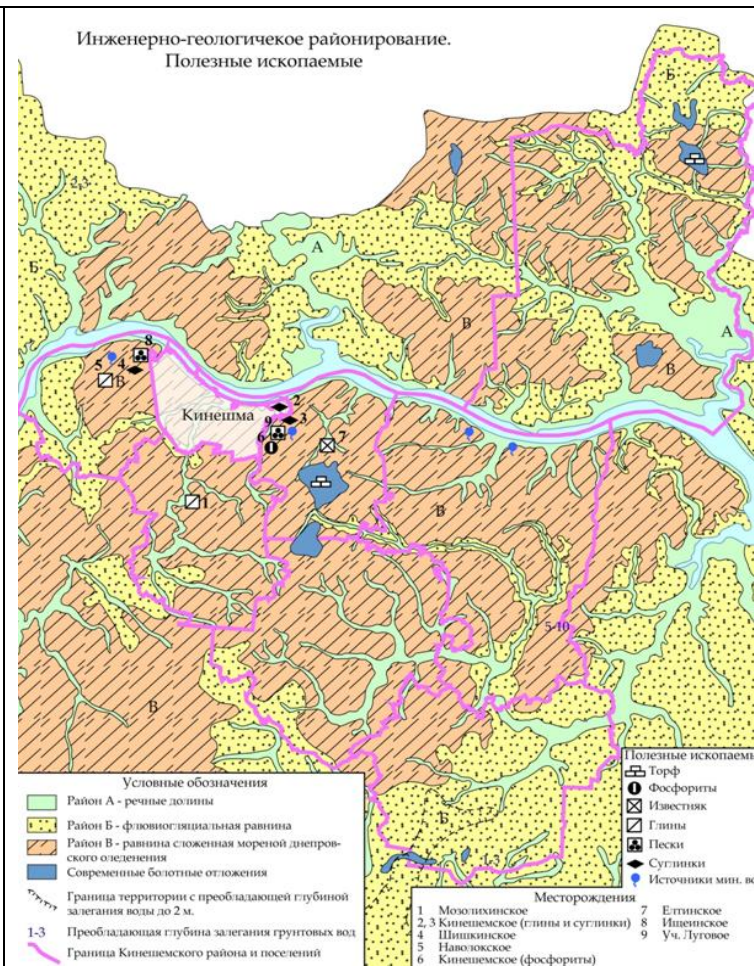 Инженерно-геологичекое районирование.
Полезные ископаемые
Б
2,3
А
Б
В
А
8
5
4
В
В
2
Кинешма
9
3
6
7
1
В
5-10
В
Б
1-3
Условные обозначения
Район А - речные долины
Район Б - флювиогляциальная равнина
Район В - равнина сложенная мореной днепров-
ского оледенения
Современные болотные отложения
Граница территории с преобладающей глубиной
залегания воды до 2 м.
1-3 Преобладающая глубина залегания грунтовых вод
Граница Кинешемского района и поселений
Полезные ископаемы
Торф
Фосфориты
Известняк
Глины
Пески
Суглинки
Источники мин. во
Месторождения
1 Мозолихинское
2, 3 Кинешемское (глины и суглинки)
4 Шишкинское
5 Наволокское
6 Кинешемское (фосфориты)
7 Елтинское
8 Ищеинское
9 Уч. Луговое